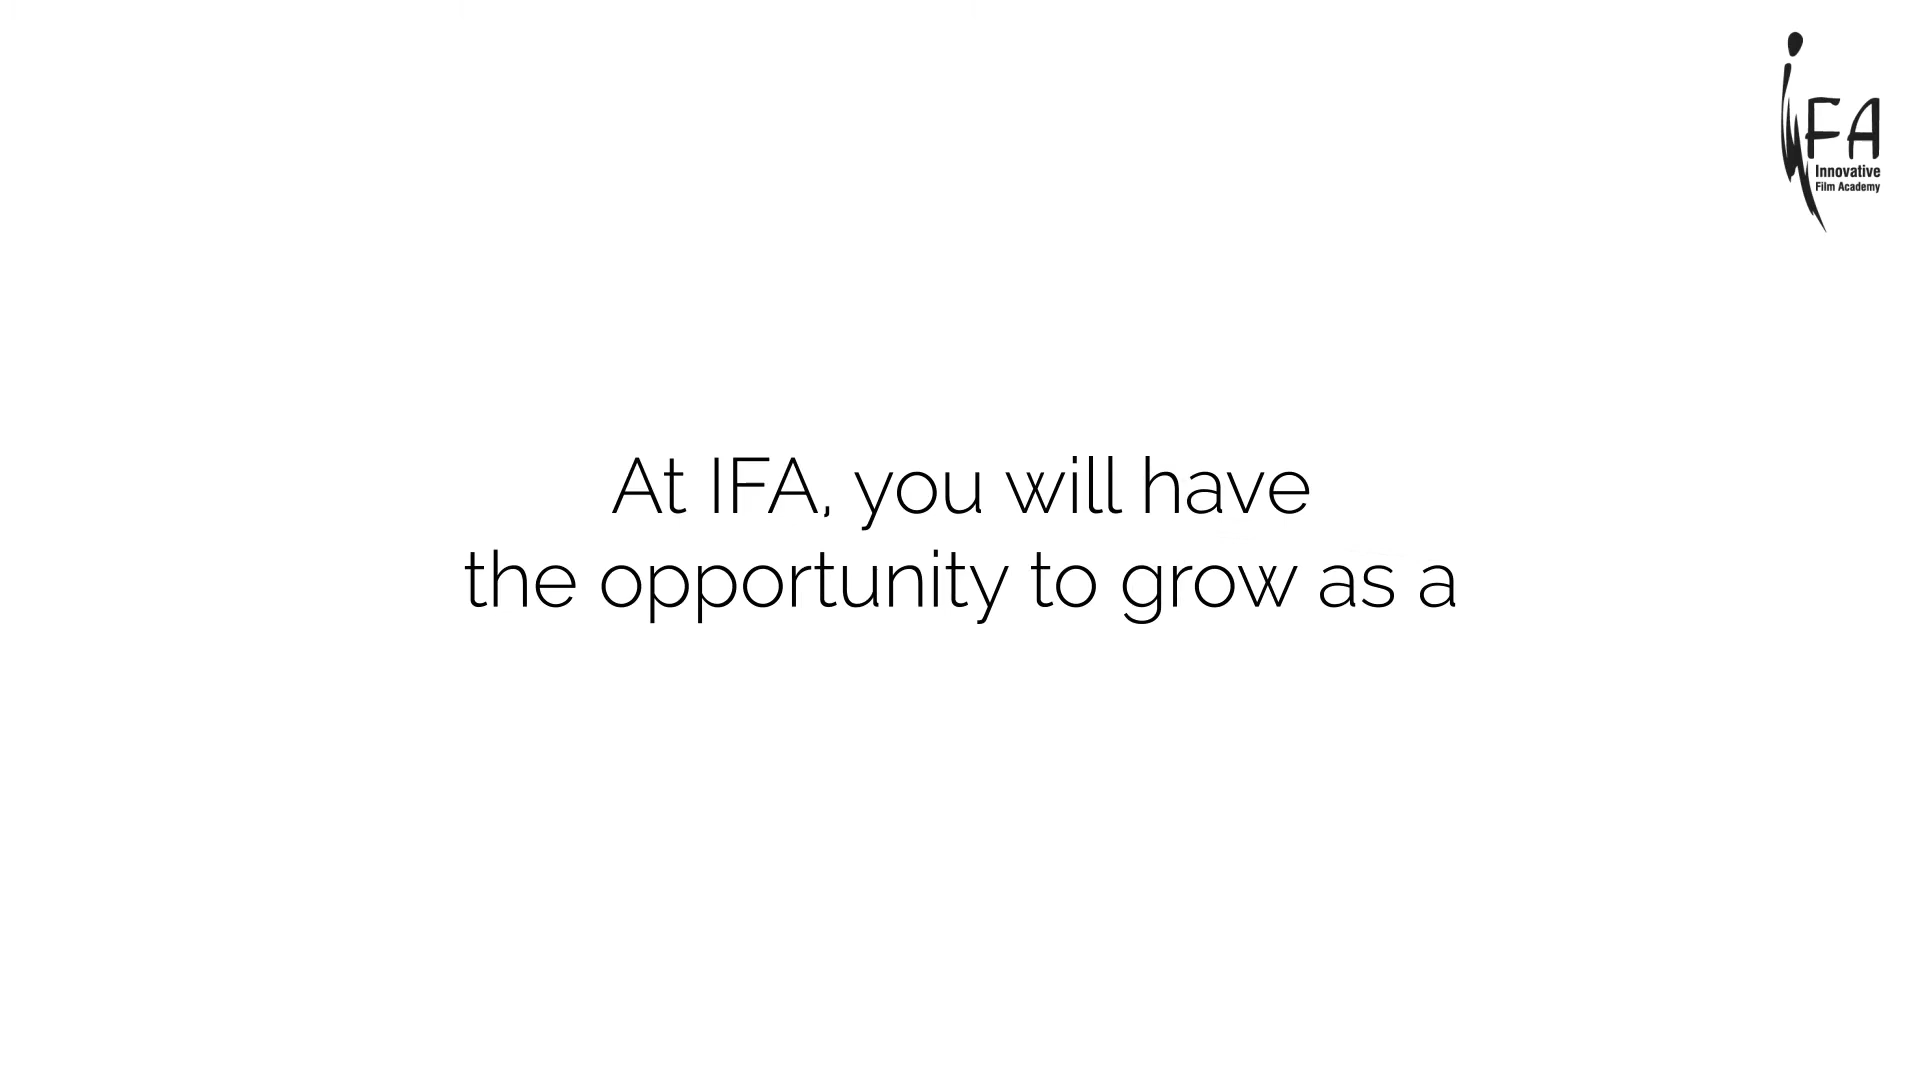 iFA
Innovative
Film Academy
At IFA, you will have
the opportunity to grow as a